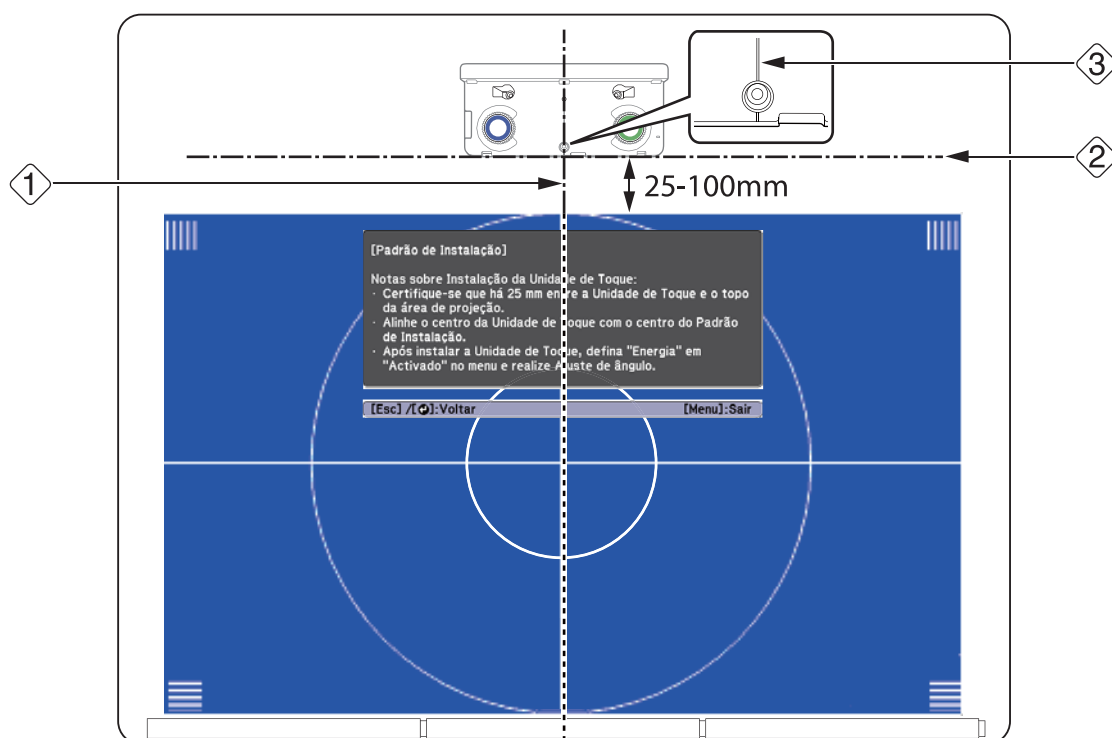 3
2
1
25-100mm
[Padrão de Instalação]
Notas sobre Instalação da Unidade de Toque:
· Certifique-se que há 25 mm entre a Unidade de Toque e o topo
da área de projeção.
· Alinhe o centro da Unidade de Toque com o centro do Padrão
de Instalação.
· Após instalar a Unidade de Toque, defina "Energia" em
"Activado" no menu e realize Ajuste de ângulo.
[Esc] /[⏎]:Voltar
[Menu]:Sair